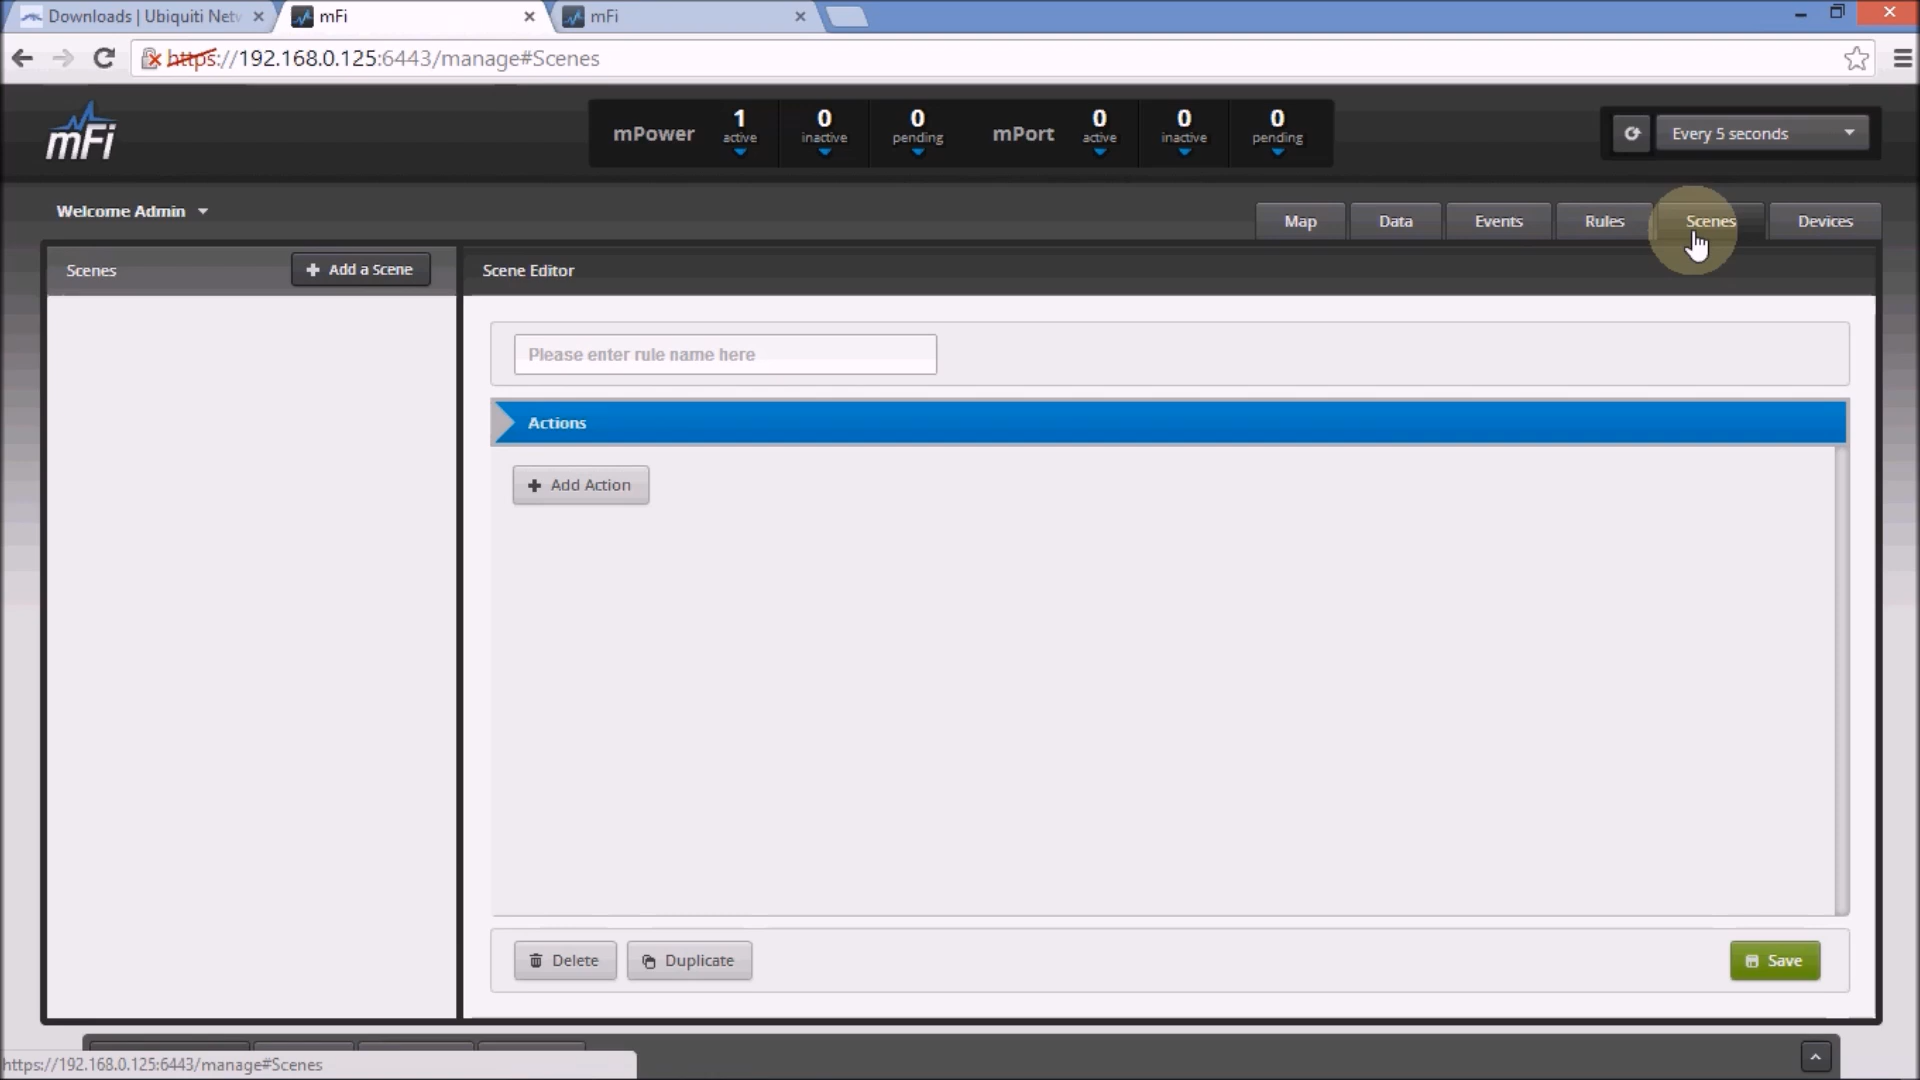 Downloads | Ubiquiti Netv
mFi
mFi
https://192.168.0.125:6443/manage#Scenes
mFi
mPower
1
active
0
inactive
0
pending
mPort
0
active
0
inactive
0
pending
Every 5 seconds
Welcome Admin
Map
Data
Events
Rules
Scenes
Devices
Scenes
Add a Scene
Scene Editor
Please enter rule name here
Actions
Add Action
Delete
Duplicate
Save
https://192.168.0.125:6443/manage#Scenes